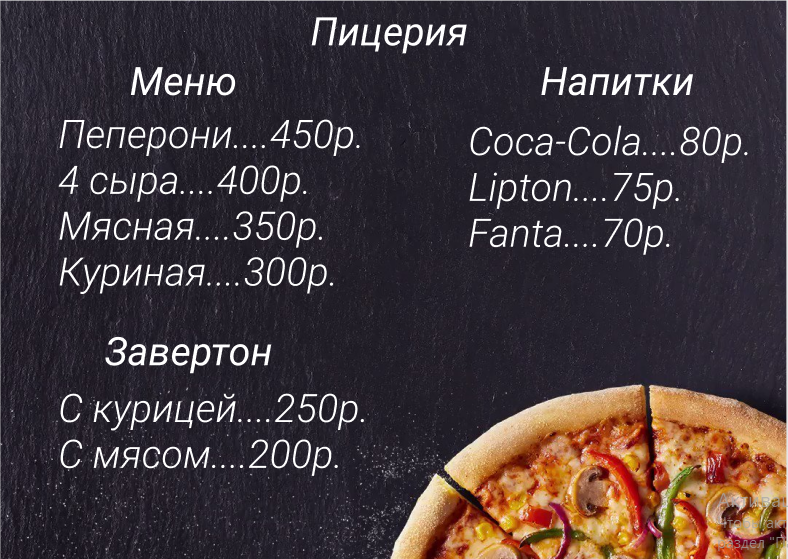 Пицерия
Меню
Пеперони....450р.
4 сыра....400р.
Мясная....350р.
Куриная....300р.
Завертон
С курицей....250р.
С мясом....200р.
Напитки
Coca-Cola....80р.
Lipton....75р.
Fanta....70р.